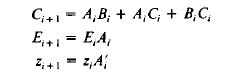 C_{i+1} = A_iB_i + A_iC_i + B_iC_i
E_{i+1} = E_iA_i
z_{i+1} = z_iA_i'